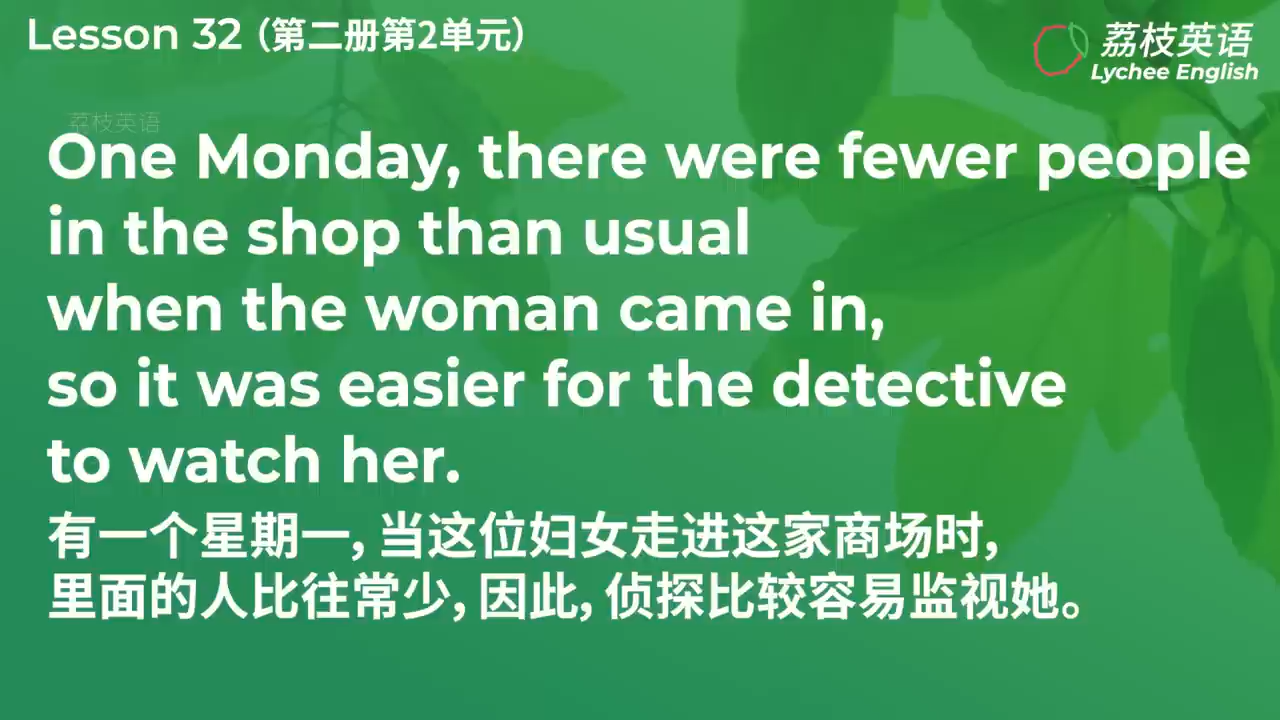 Lesson 32（第二册第2单元）
荔枝英语
Lychee English
荔枝英语
One Monday, there were fewer people
in the shop than usual
when the woman came in,
so it was easier for the detective
to watch her.
有一个星期一, 当这位妇女走进这家商场时,
里面的人比往常少, 因此, 侦探比较容易监视她。